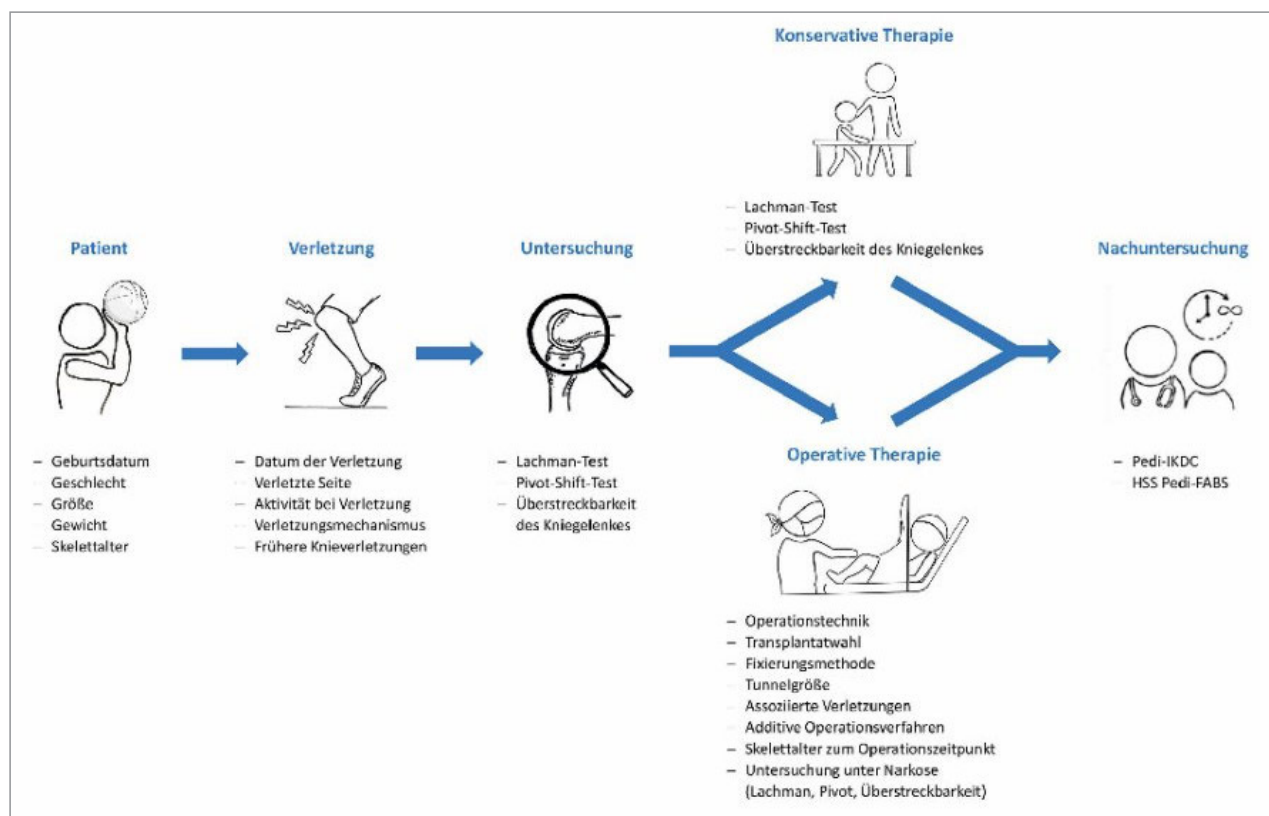 Patient
– Geburtsdatum
– Geschlecht
– Größe
– Gewicht
– Skelettalter
Verletzung
– Datum der Verletzung
– Verletzte Seite
– Aktivität bei Verletzung
– Verletzungsmechanismus
– Frühere Knieverletzungen
Untersuchung
– Lachman-Test
– Pivot-Shift-Test
– Überstreckbarkeit
des Kniegelenkes
Konservative Therapie
– Lachman-Test
– Pivot-Shift-Test
– Überstreckbarkeit des Kniegelenkes
Operative Therapie
– Operationstechnik
– Transplantatwahl
– Fixierungsmethode
– Tunnelgröße
– Assoziierte Verletzungen
– Additive Operationsverfahren
– Skelettalter zum Operationszeitpunkt
– Untersuchung unter Narkose
(Lachman, Pivot, Überstreckbarkeit)
Nachuntersuchung
∞
– Pedi-IKDC
– HSS Pedi-FABS